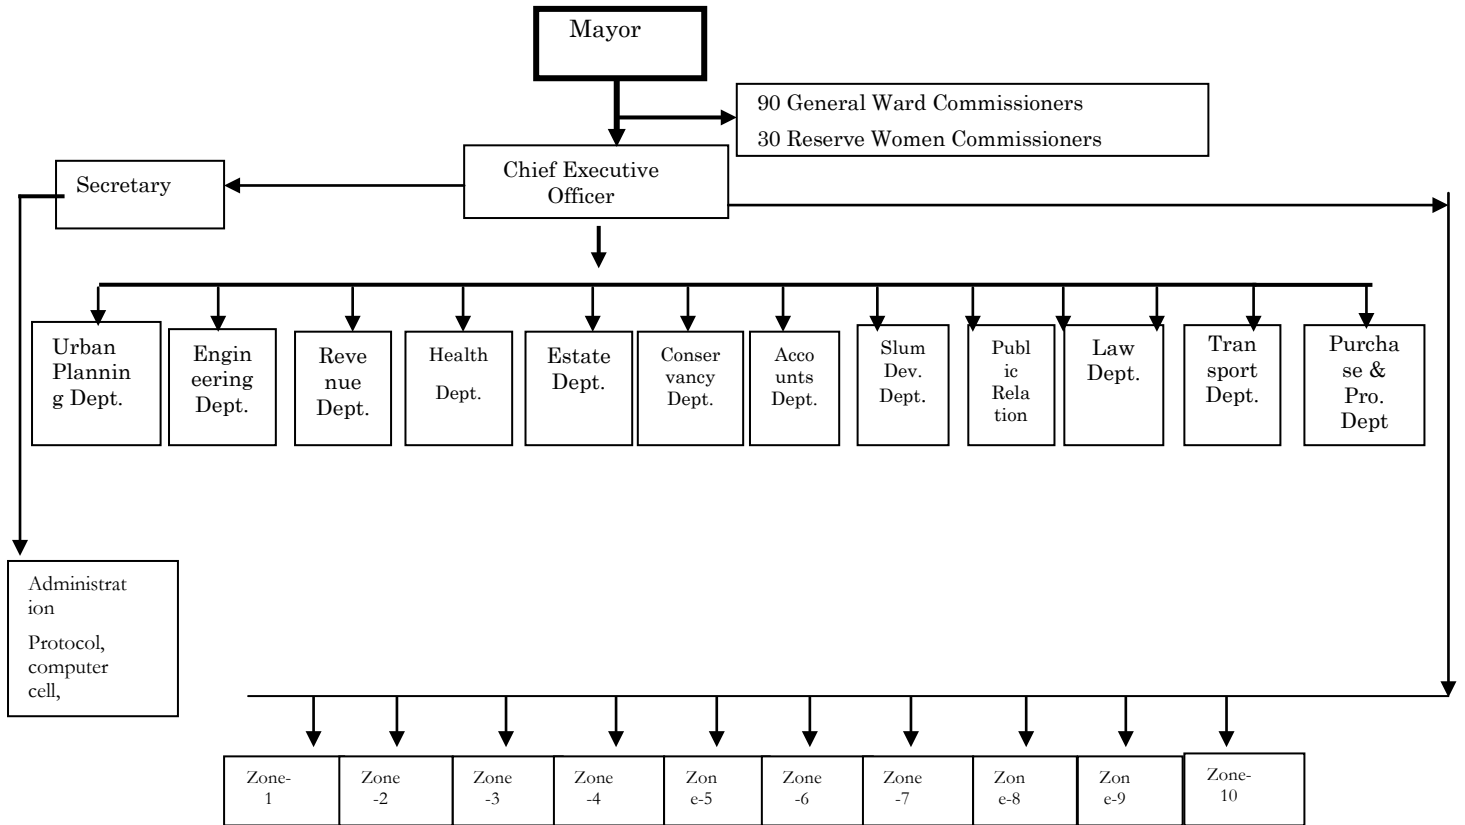 Mayor
90 General Ward Commissioners
30 Reserve Women Commissioners
Chief Executive
Officer
Secretary
Urban
Plannin
g Dept.
Engin
eering
Dept.
Reve
nue
Dept.
Health
Dept.
Estate
Dept.
Conser
vancy
Dept.
Acco
unts
Dept.
Slum
Dev.
Dept.
Publ
ic
Rela
tion
Law
Dept.
Tran
sport
Dept.
Purcha
se &
Pro.
Dept
Administrat
ion
Protocol,
computer
cell,
Zone-
1
Zone
-2
Zone
-3
Zone
-4
Zon
e-5
Zone
-6
Zone
-7
Zon
e-8
Zon
e-9
Zone-
10